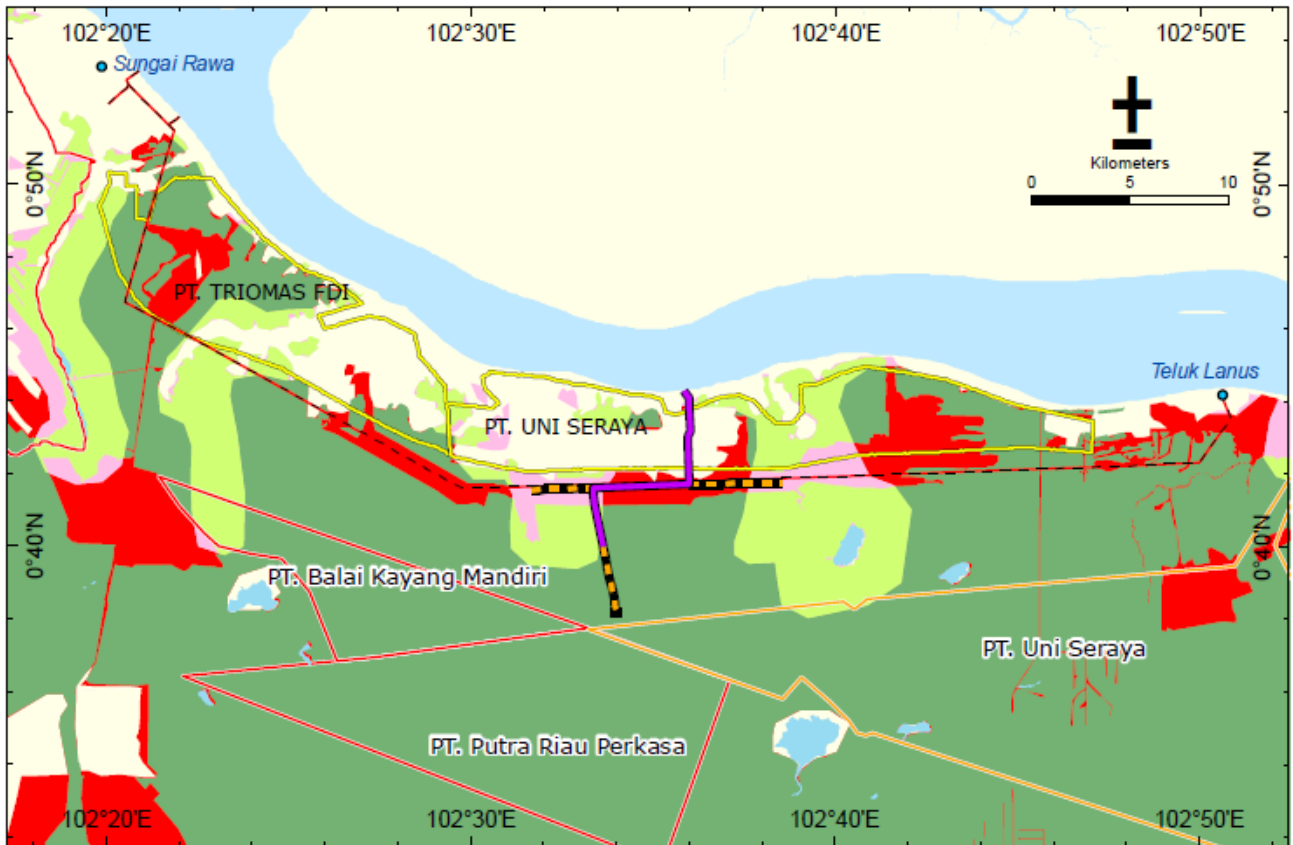 102°20'E 102°30'E 102°40'E 102°50'E
Sungai Rawa
Kilometers
0 5 10
0°50'N 0°50'N
PT. TRIOMAS FDI
Teluk Lanus
PT. UNI SERAYA
0°40'N 0°40'N
PT. Balai Kayang Mandiri
PT. Uni Seraya
PT. Putra Riau Perkasa
102°20'E 102°30'E 102°40'E 102°50'E